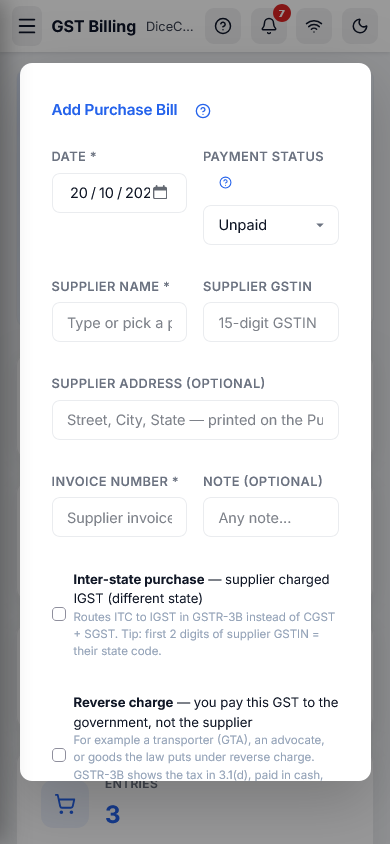 GST Billing DiceC... 7
Add Purchase Bill
DATE * PAYMENT STATUS
20 / 10 / 202 Unpaid
SUPPLIER NAME * SUPPLIER GSTIN
Type or pick a p 15-digit GSTIN
SUPPLIER ADDRESS (OPTIONAL)
Street, City, State — printed on the Pu
INVOICE NUMBER * NOTE (OPTIONAL)
Supplier invoice Any note...
Inter-state purchase — supplier charged
IGST (different state)
Routes ITC to IGST in GSTR-3B instead of CGST
+ SGST. Tip: first 2 digits of supplier GSTIN =
their state code.
Reverse charge — you pay this GST to the
government, not the supplier
For example a transporter (GTA), an advocate,
or goods the law puts under reverse charge.
GSTR-3B shows the tax in 3.1(d), paid in cash,
ENTRIES
3